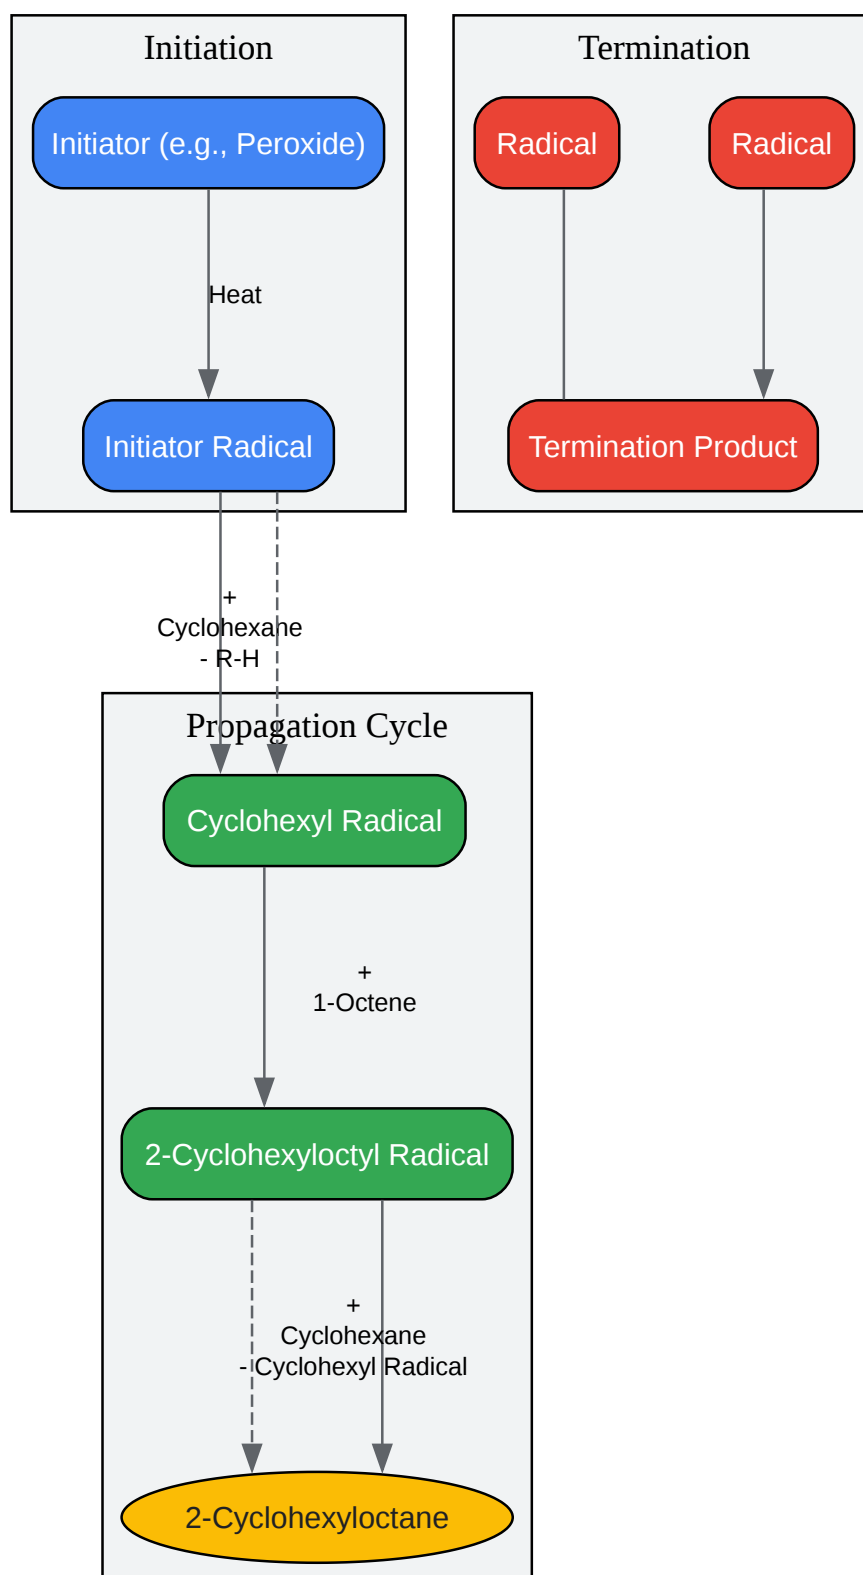 Initiation
Initiator (e.g., Peroxide)
Heat
Initiator Radical
Termination
Radical
Radical
Termination Product
+
Cyclohexane
- R-H
Propagation Cycle
Cyclohexyl Radical
+
1-Octene
2-Cyclohexyloctyl Radical
+
Cyclohexane
- Cyclohexyl Radical
2-Cyclohexyloctane